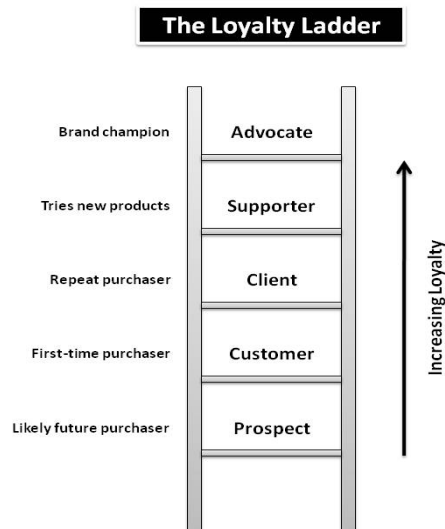 The Loyalty Ladder
Brand champion Advocate
Tries new products Supporter
Repeat purchaser Client
First-time purchaser Customer
Likely future purchaser Prospect
Increasing Loyalty